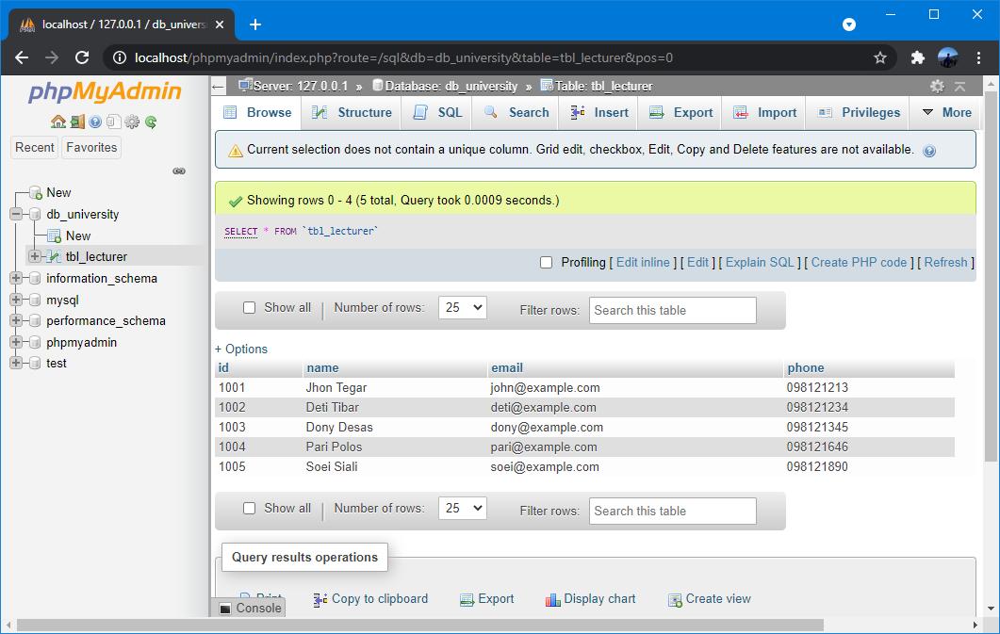 localhost / 127.0.0.1 / db_univers
localhost/phpmyadmin/index.php?route=/sql&db=db_university&table=tbl_lecturer&pos=0
phpMyAdmin
Recent Favorites
New
db_university
New
tbl_lecturer
information_schema
mysql
performance_schema
phpmyadmin
test
Server: 127.0.0.1 » Database: db_university » Table: tbl_lecturer
Browse Structure SQL Search Insert Export Import Privileges More
Current selection does not contain a unique column. Grid edit, checkbox, Edit, Copy and Delete features are not available.
Showing rows 0 - 4 (5 total, Query took 0.0009 seconds.)
SELECT * FROM `tbl_lecturer`
Profiling [ Edit inline ] [ Edit ] [ Explain SQL ] [ Create PHP code ] [ Refresh ]
Show all | Number of rows: 25 Filter rows: Search this table
+ Options
id name email phone
1001 Jhon Tegar john@example.com 098121213
1002 Deti Tibar deti@example.com 098121234
1003 Dony Desas dony@example.com 098121345
1004 Pari Polos pari@example.com 098121646
1005 Soei Siali soei@example.com 098121890
Show all | Number of rows: 25 Filter rows: Search this table
Query results operations
Print Copy to clipboard Export Display chart Create view
Console